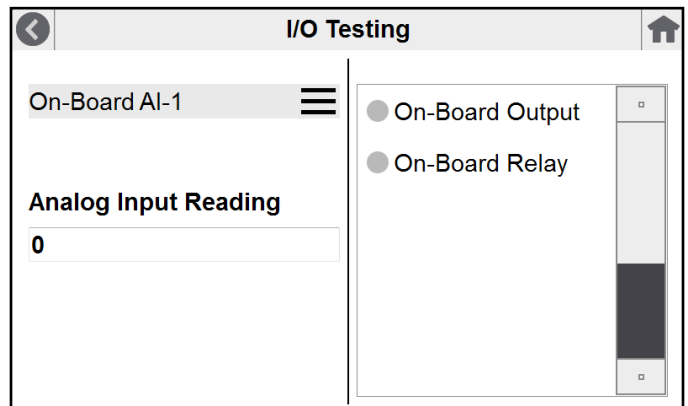 I/O Testing
On-Board AI-1
Analog Input Reading
0
On-Board Output
On-Board Relay